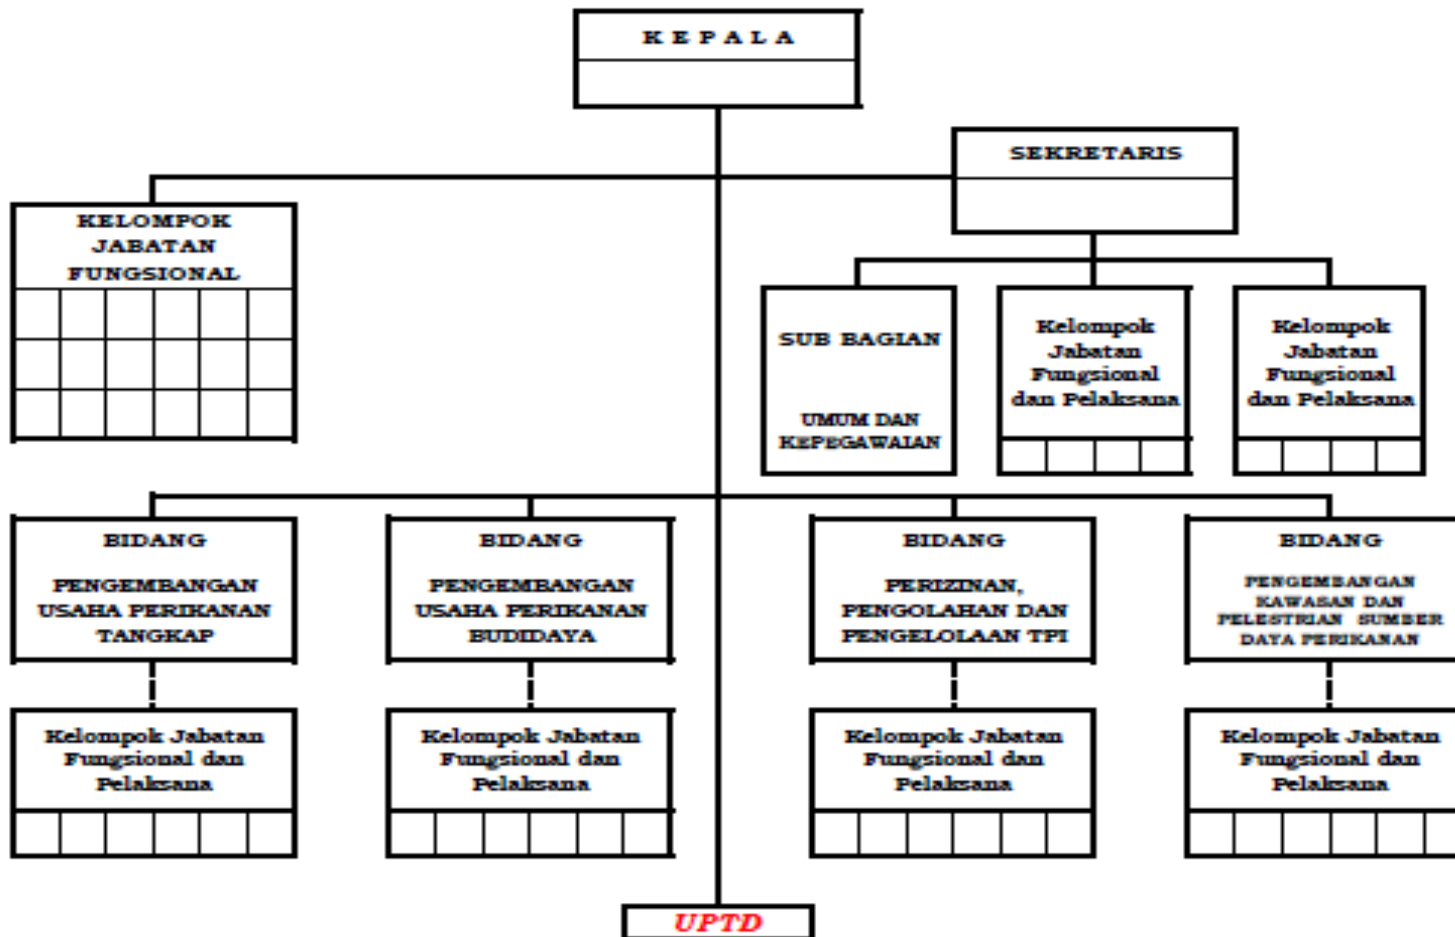 K E P A L A
SEKRETARIS
KELOMPOK
JABATAN
FUNGSIONAL
SUB BAGIAN
UMUM DAN
KEPEGAWAIAN
Kelompok
Jabatan
Fungsional
dan Pelaksana
Kelompok
Jabatan
Fungsional
dan Pelaksana
BIDANG
PENGEMBANGAN
USAHA PERIKANAN
TANGKAP
BIDANG
PENGEMBANGAN
USAHA PERIKANAN
BUDIDAYA
BIDANG
PERIZINAN,
PENGOLAHAN DAN
PENGELOLAAN TPI
BIDANG
PENGEMBANGAN
KAWASAN DAN
PELESTRIAN SUMBER
DAYA PERIKANAN
Kelompok Jabatan
Fungsional dan
Pelaksana
Kelompok Jabatan
Fungsional dan
Pelaksana
Kelompok Jabatan
Fungsional dan
Pelaksana
Kelompok Jabatan
Fungsional dan
Pelaksana
UPTD